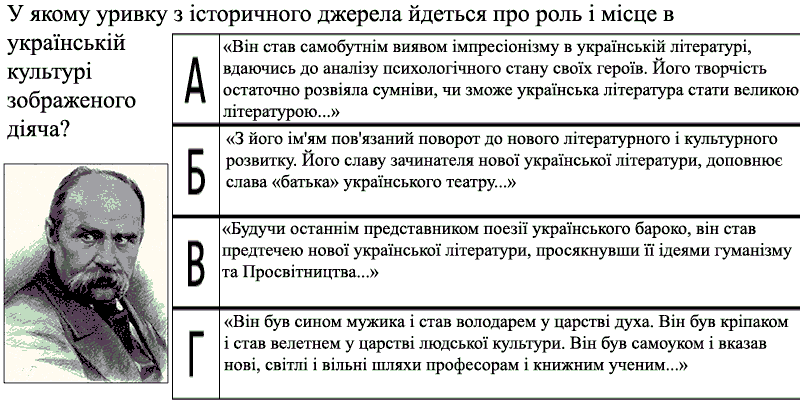 У якому уривку з історичного джерела йдеться про роль і місце в
українській
культурі
зображеного
діяча?
А
«Він став самобутнім виявом імпресіонізму в українській літературі,
вдаючись до аналізу психологічного стану своїх героїв. Його творчість
остаточно розвіяла сумніви, чи зможе українська література стати великою
літературою...»
Б
«З його ім'ям пов'язаний поворот до нового літературного і культурного
розвитку. Його славу зачинателя нової української літератури, доповнює
слава «батька» українського театру...»
В
«Будучи останнім представником поезії українського бароко, він став
предтечею нової української літератури, просякнувши її ідеями гуманізму
та Просвітництва...»
Г
«Він був сином мужика і став володарем у царстві духа. Він був кріпаком
і став велетнем у царстві людської культури. Він був самоуком і вказав
нові, світлі і вільні шляхи професорам і книжним ученим...»